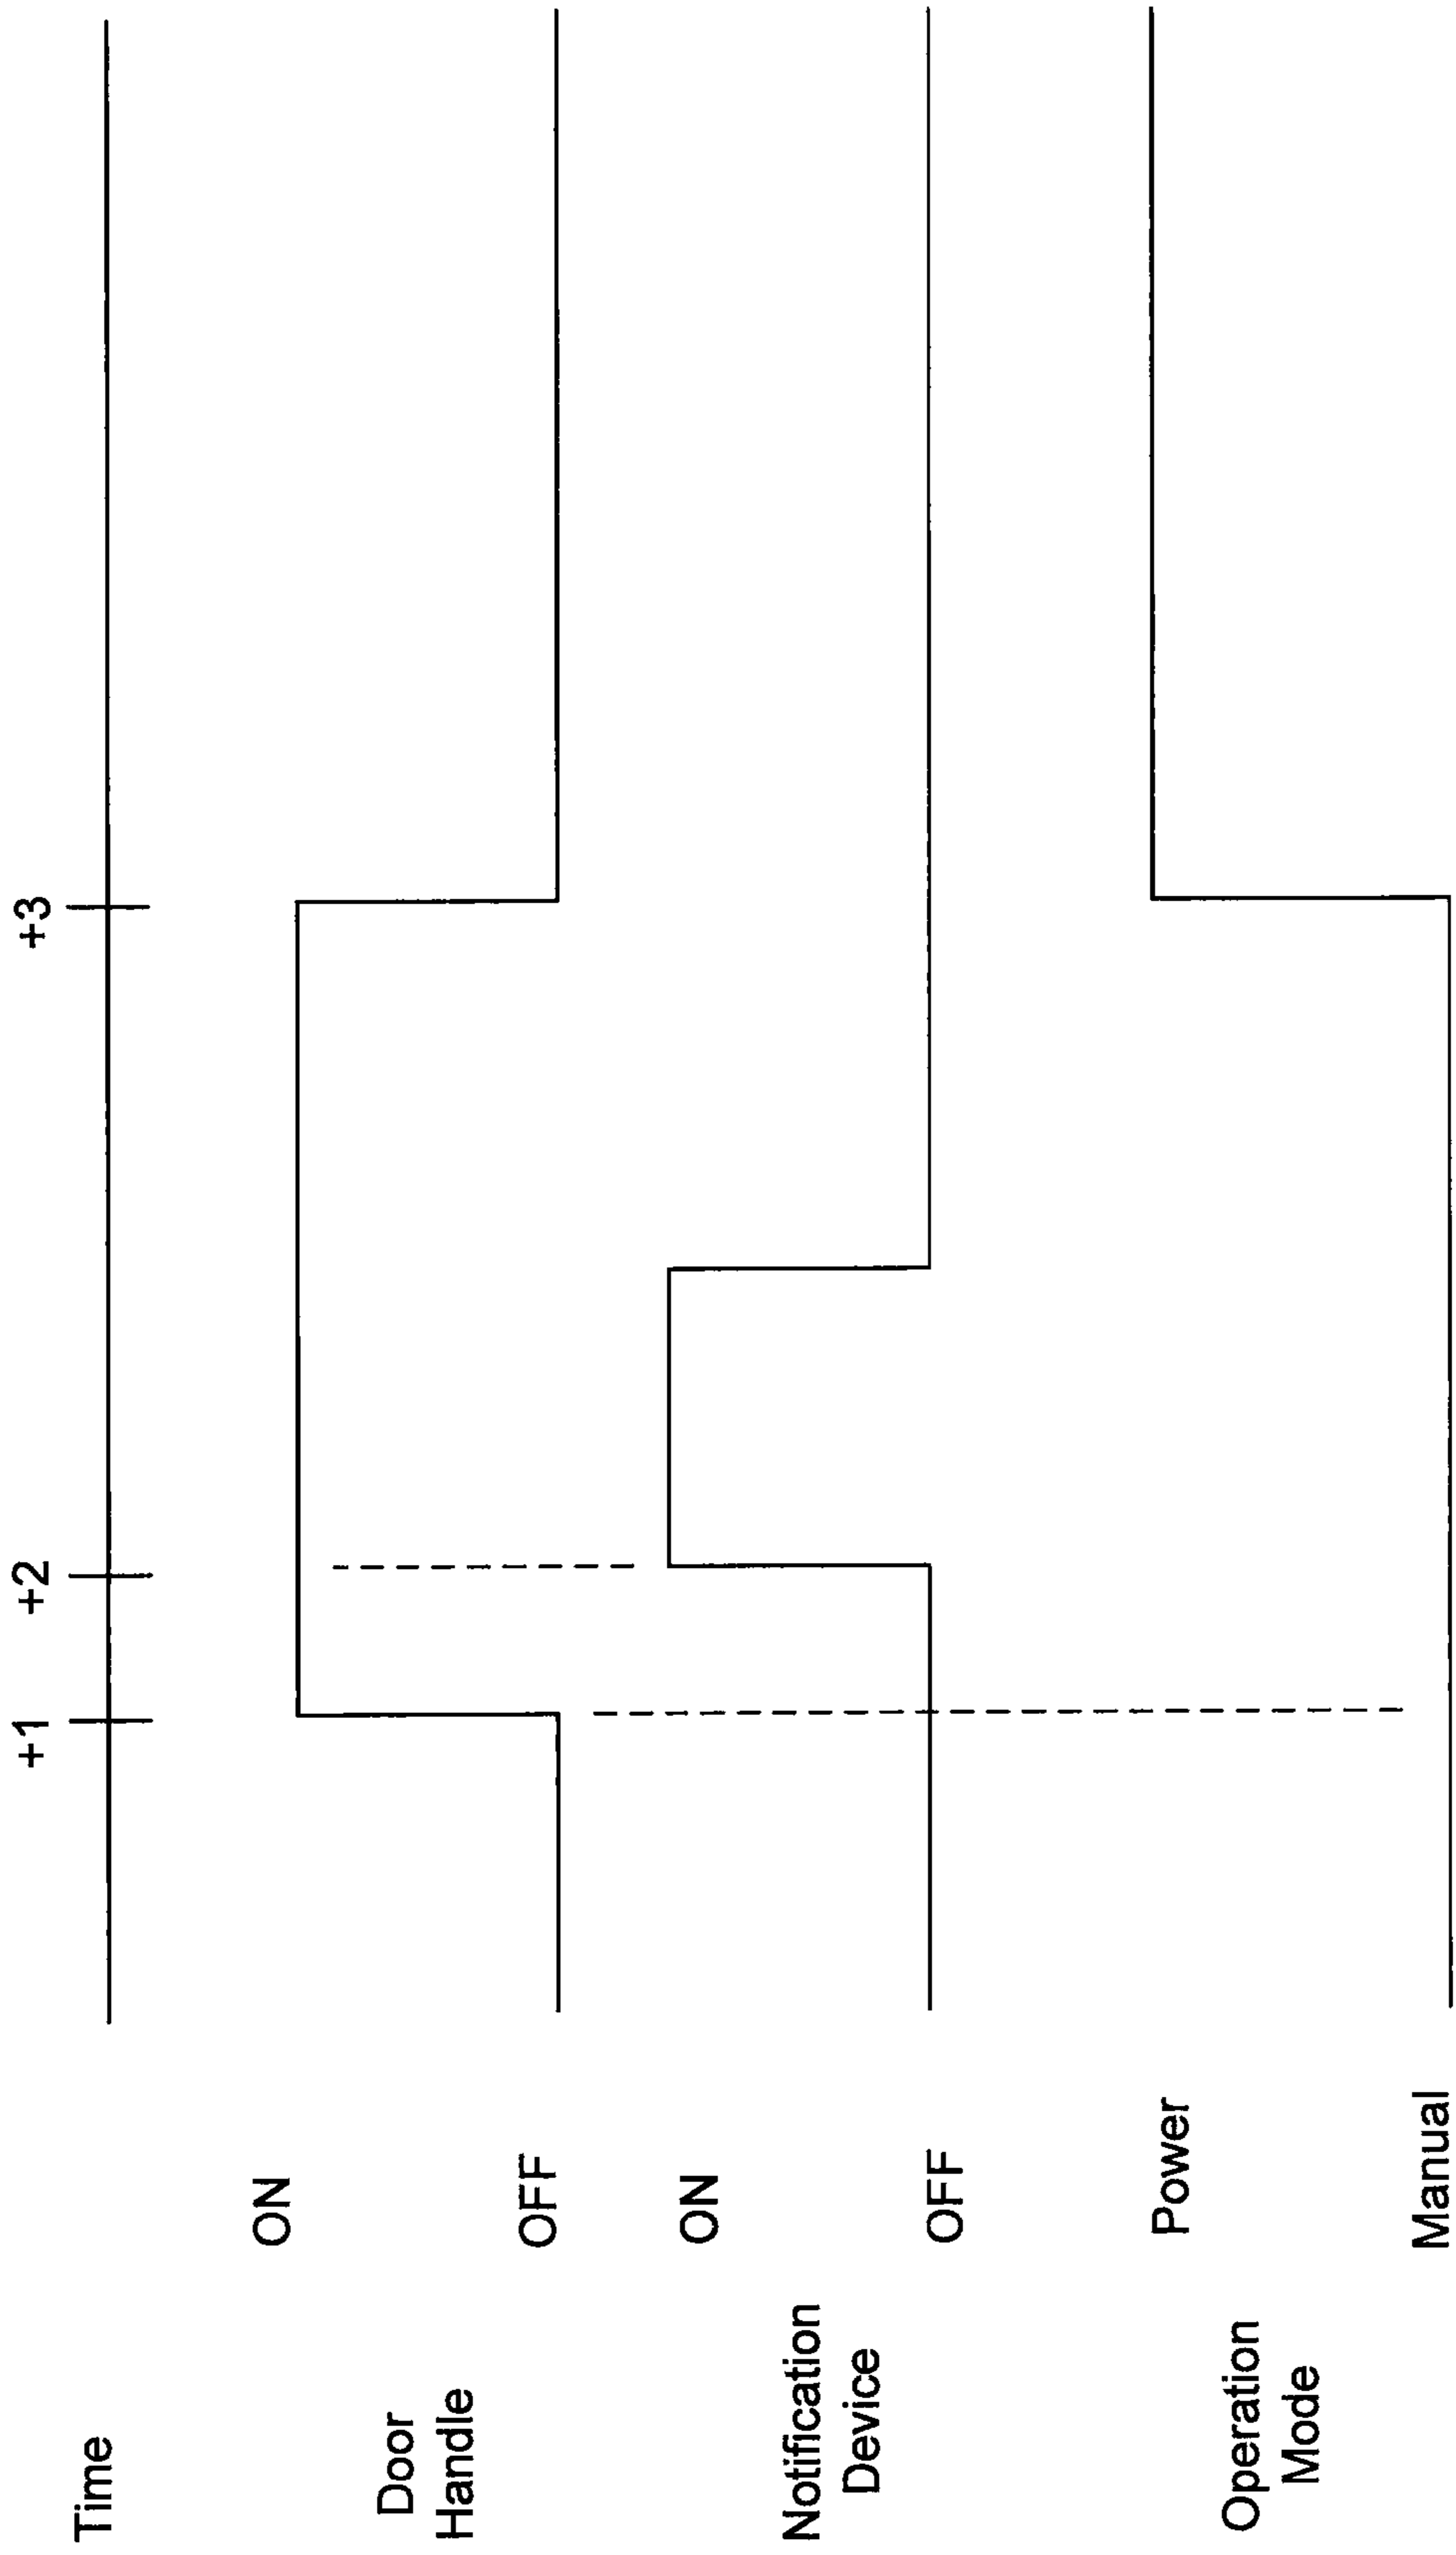 Time
+1
+2
+3
Door
Handle
ON
OFF
Notification
Device
ON
OFF
Operation
Mode
Power
Manual